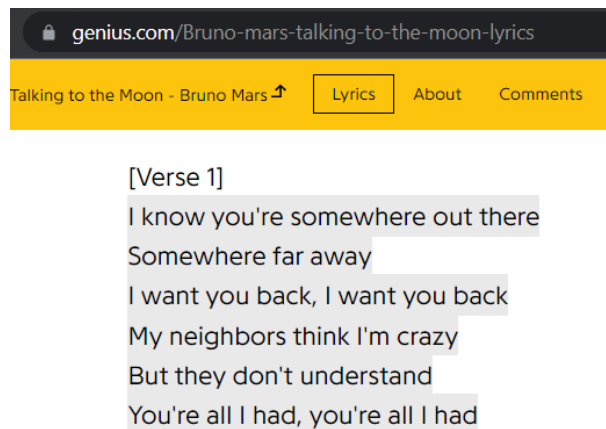 genius.com/Bruno-mars-talking-to-the-moon-lyrics
Talking to the Moon - Bruno Mars Lyrics About Comments
[Verse 1]
I know you're somewhere out there
Somewhere far away
I want you back, I want you back
My neighbors think I'm crazy
But they don't understand
You're all I had, you're all I had